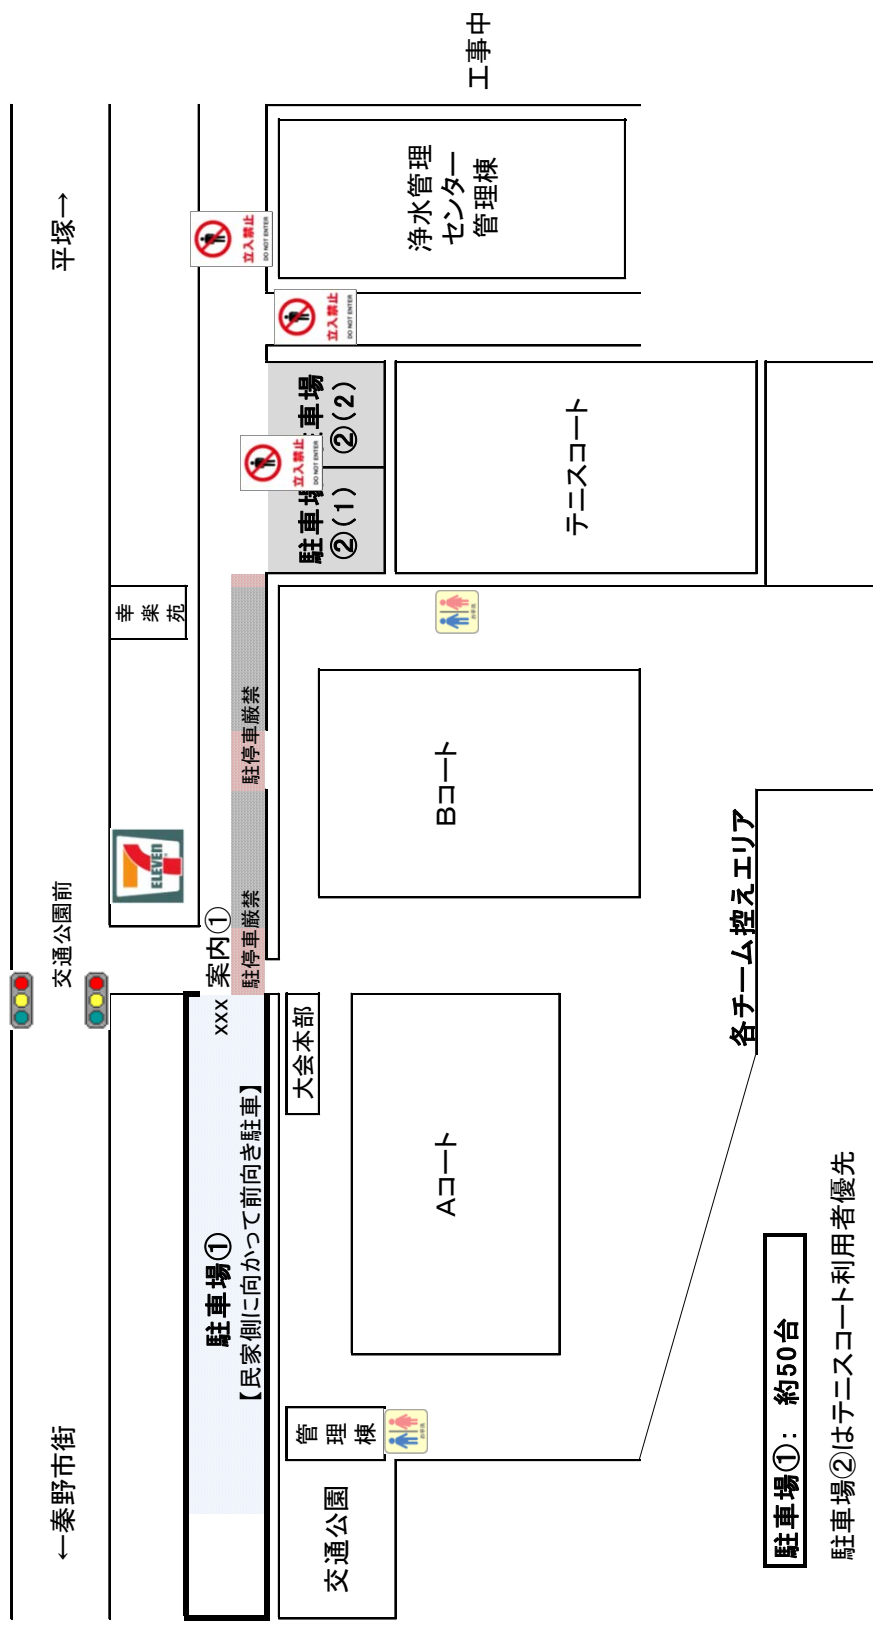 ←秦野市街
交通公園前
平塚→
7
ELEVEN
幸楽苑
駐車場①
【民家側に向かって前向き駐車】
xxx 案内①
駐停車厳禁
駐停車厳禁
立入禁止
DO NOT ENTER
立入禁止
DO NOT ENTER
立入禁止
DO NOT ENTER
駐車場
②(1)
車場
②(2)
工事中
浄水管理
センター
管理棟
交通公園
管理棟
大会本部
Aコート
Bコート
テニスコート
お手洗
お手洗
各チーム控えエリア
駐車場①: 約50台
駐車場②はテニスコート利用者優先